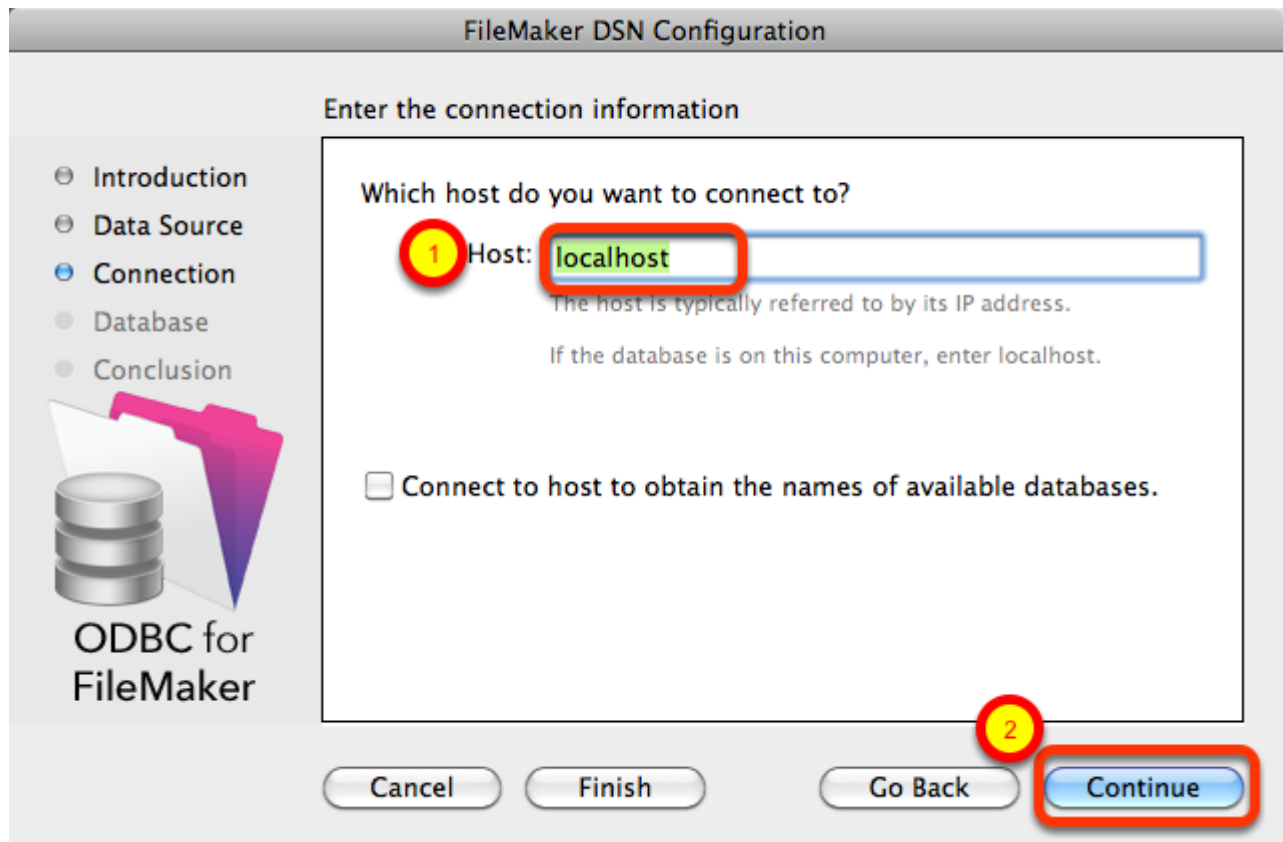 FileMaker DSN Configuration
Enter the connection information
Introduction
Data Source
Connection
Database
Conclusion
ODBC for
FileMaker
Which host do you want to connect to?
1
Host: localhost
The host is typically referred to by its IP address.
If the database is on this computer, enter localhost.
Connect to host to obtain the names of available databases.
2
Cancel Finish Go Back Continue